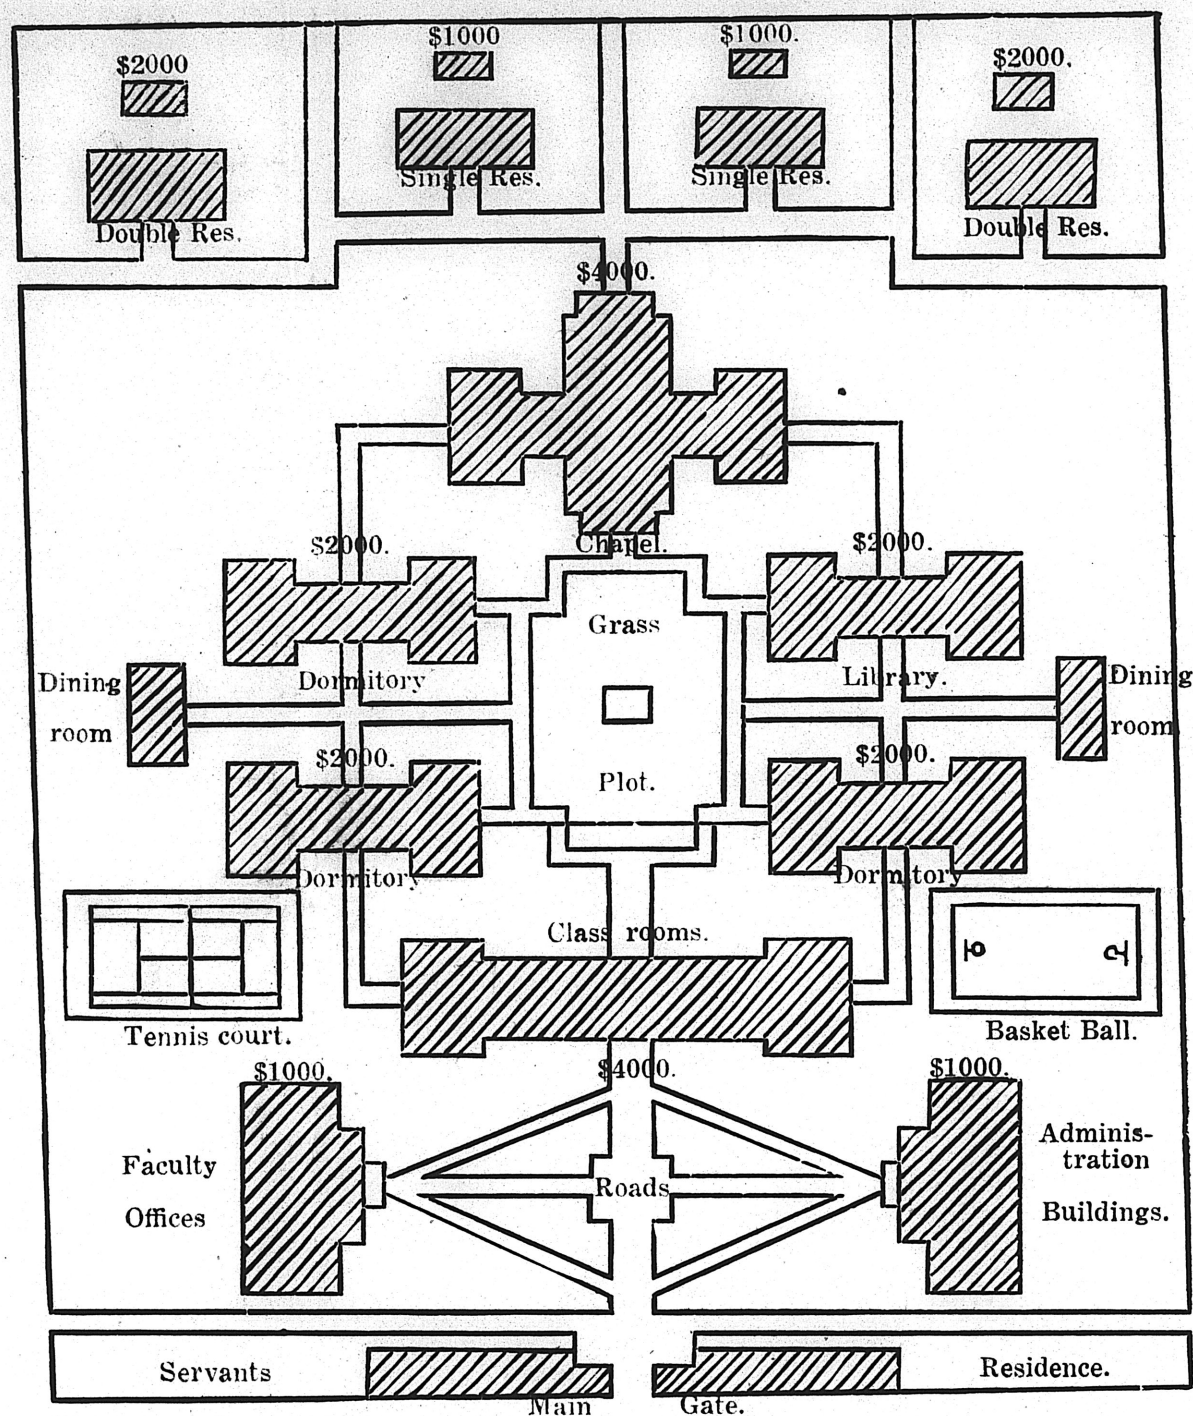 $1000 $1000.
$2000 $2000.
Single Res. Single Res.
Double Res. Double Res.
$4000.
Chapel.
$2000. $2000.
Grass
Dormitory Library.
Dining Dining
room room
$2000. $2000.
Plot.
Dormitory Dormitory
Class rooms.
Tennis court. Basket Ball.
$1000. $4000. $1000.
Faculty Adminis-
tration
Roads
Offices Buildings.
Servants Residence.
Main Gate.